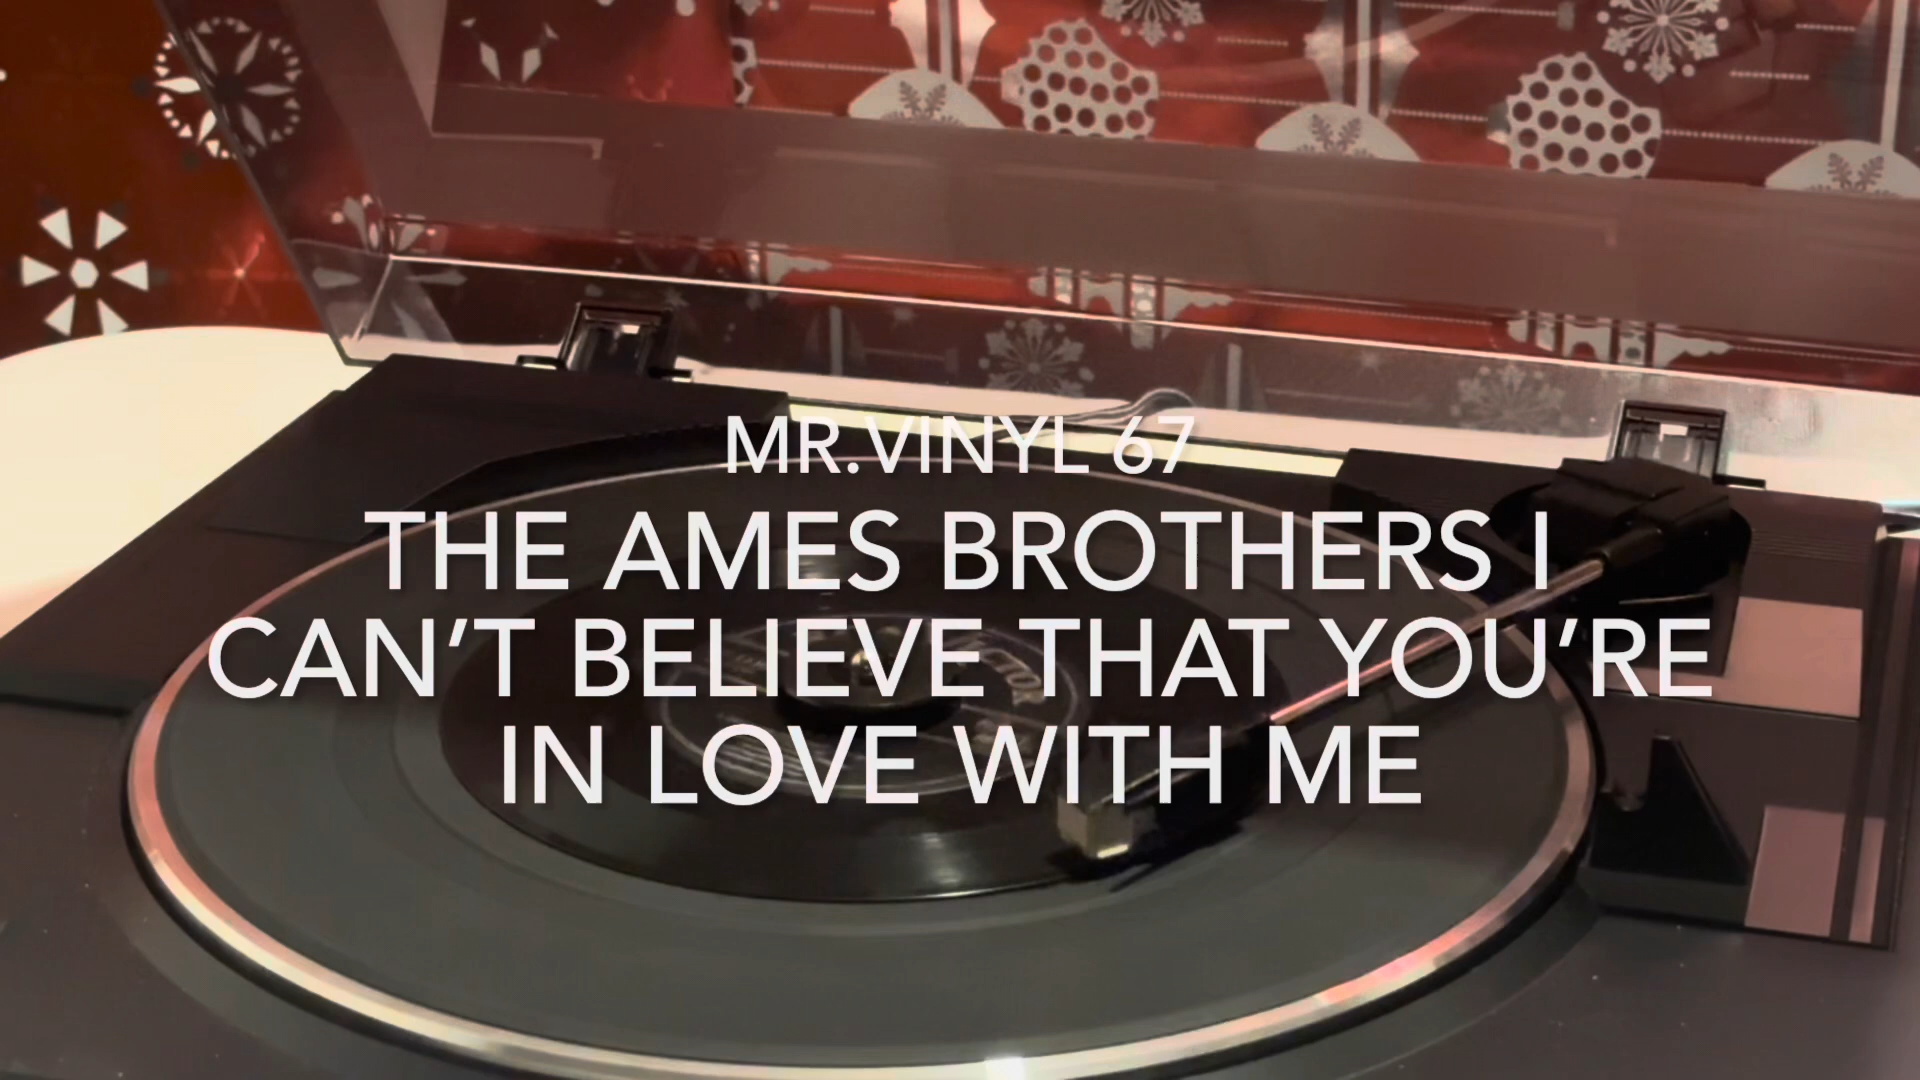 MR.VINYL 67
THE AMES BROTHERS I
CAN'T BELIEVE THAT YOU'RE
IN LOVE WITH ME